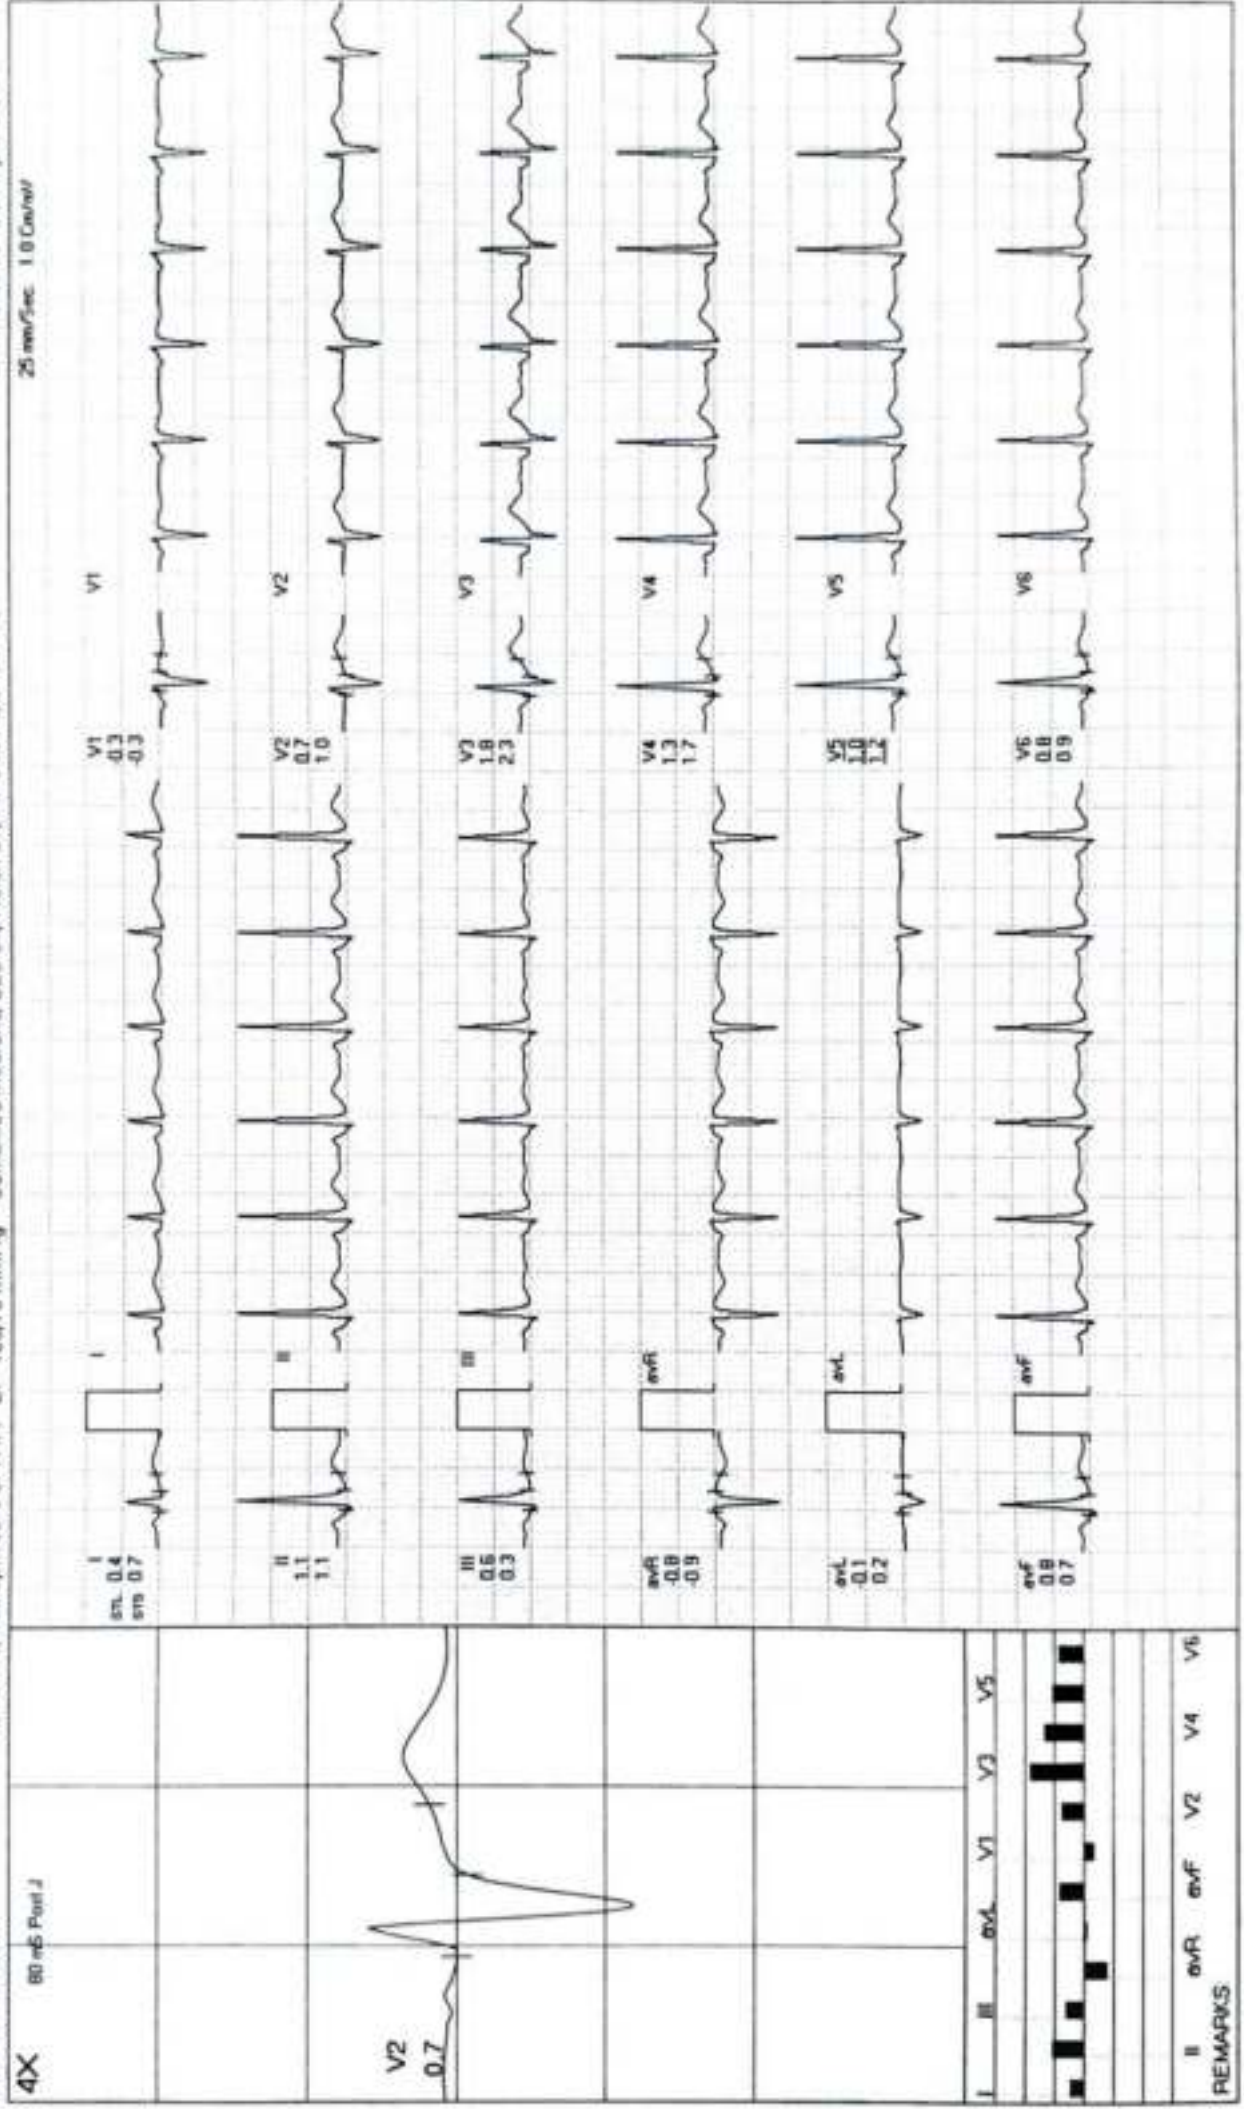 4X
80 mS Post J
25 mm/Sec. 1.0 Cm/mV
V2
0.7
I
STL 0.4
STS 0.7
I
V1
-0.3
-0.3
V1
II
1.1
1.1
II
V2
0.7
1.0
V2
III
0.6
0.3
III
V3
1.8
2.3
V3
avR
-0.8
-0.9
avR
V4
1.3
1.7
V4
avL
-0.1
0.2
avL
V5
1.0
1.2
V5
avF
0.8
0.7
avF
V6
0.8
0.9
V6
I III avL V1 V3 V5
II avR avF V2 V4 V6
REMARKS: